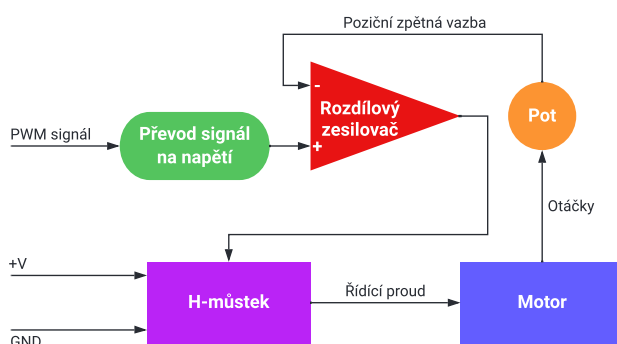 Poziční zpětná vazba
-
Rozdílový
zesilovač
+
Pot
PWM signál
Převod signál
na napětí
Otáčky
+V
H-můstek
Řídící proud
Motor
GND